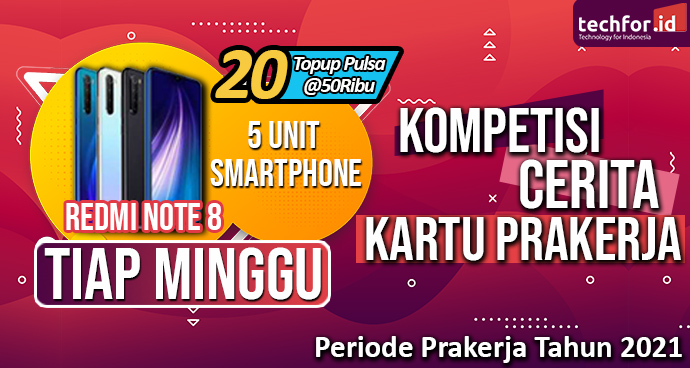 techfor.id
Technology for Indonesia
20 Topup Pulsa
@50Ribu
5 UNIT
SMARTPHONE
REDMI NOTE 8
TIAP MINGGU
KOMPETISI
CERITA
KARTU PRAKERJA
Periode Prakerja Tahun 2021